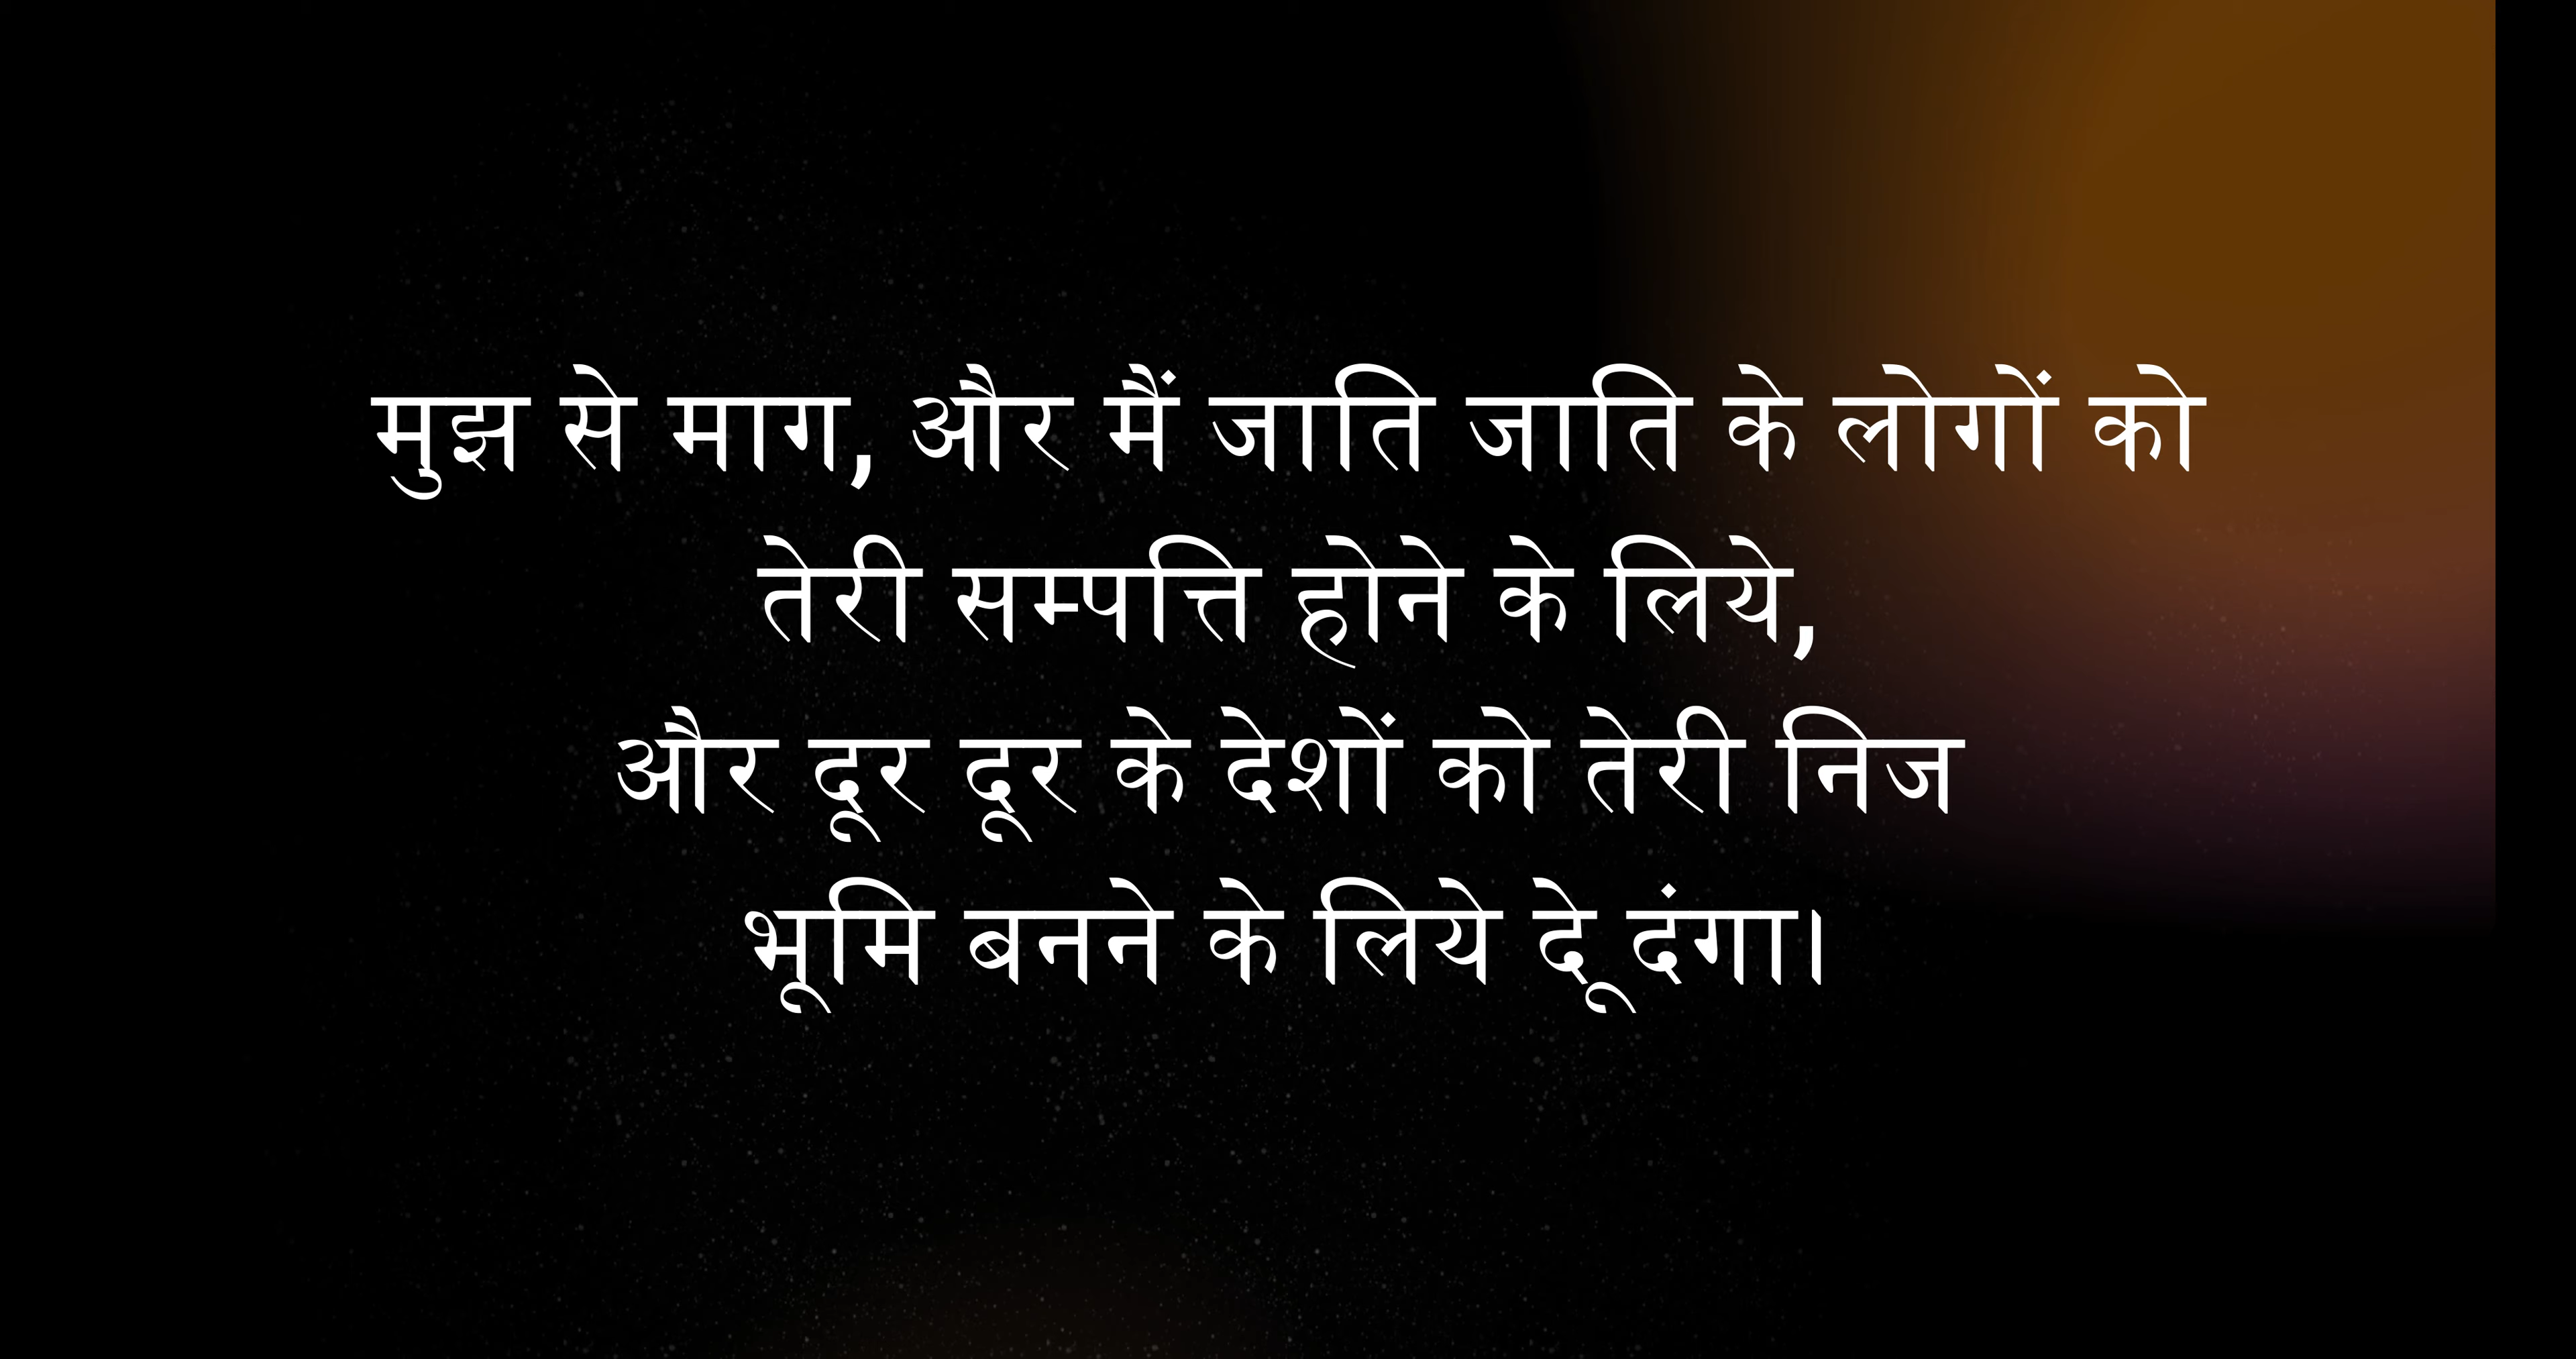 मुझ से माग, और मैं जाति जाति के लोगों को
तेरी सम्पत्ति होने के लिये,
और दूर दूर के देशों को तेरी निज
भूमि बनने के लिये देू दंगा।